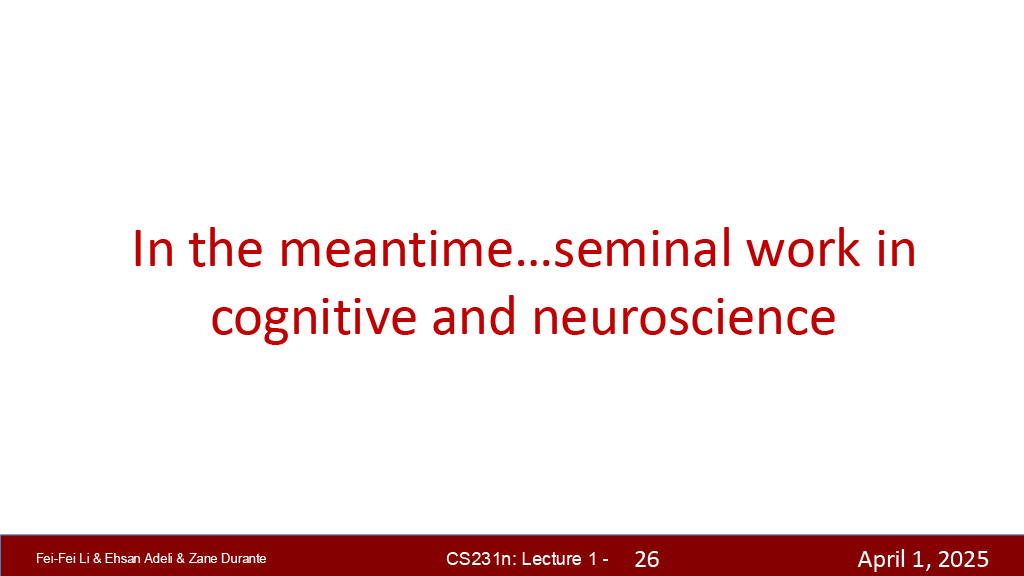 In the meantime…seminal work in
cognitive and neuroscience
Fei-Fei Li & Ehsan Adeli & Zane Durante
CS231n: Lecture 1 -
26
April 1, 2025